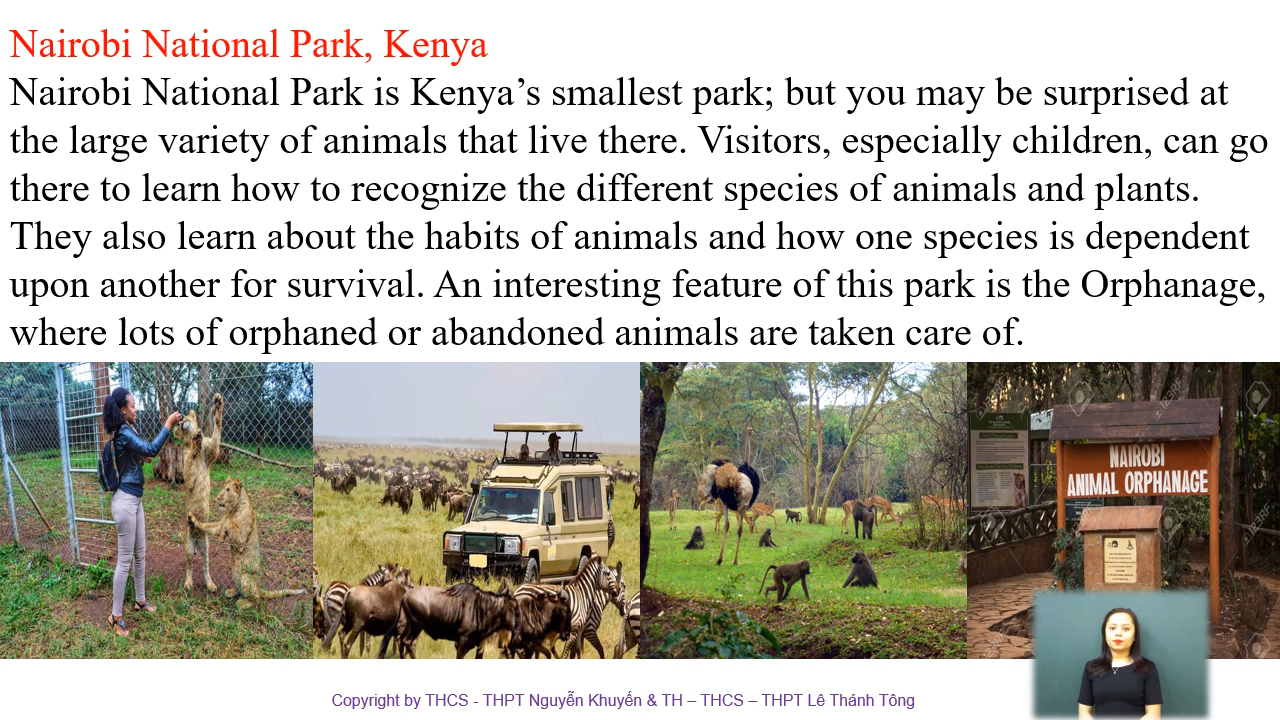 Nairobi National Park, Kenya
Nairobi National Park is Kenya’s smallest park; but you may be surprised at
the large variety of animals that live there. Visitors, especially children, can go
there to learn how to recognize the different species of animals and plants.
They also learn about the habits of animals and how one species is dependent
upon another for survival. An interesting feature of this park is the Orphanage,
where lots of orphaned or abandoned animals are taken care of.
NAIROBI
ANIMAL ORPHANAGE
Copyright by THCS - THPT Nguyễn Khuyến & TH – THCS – THPT Lê Thánh Tông